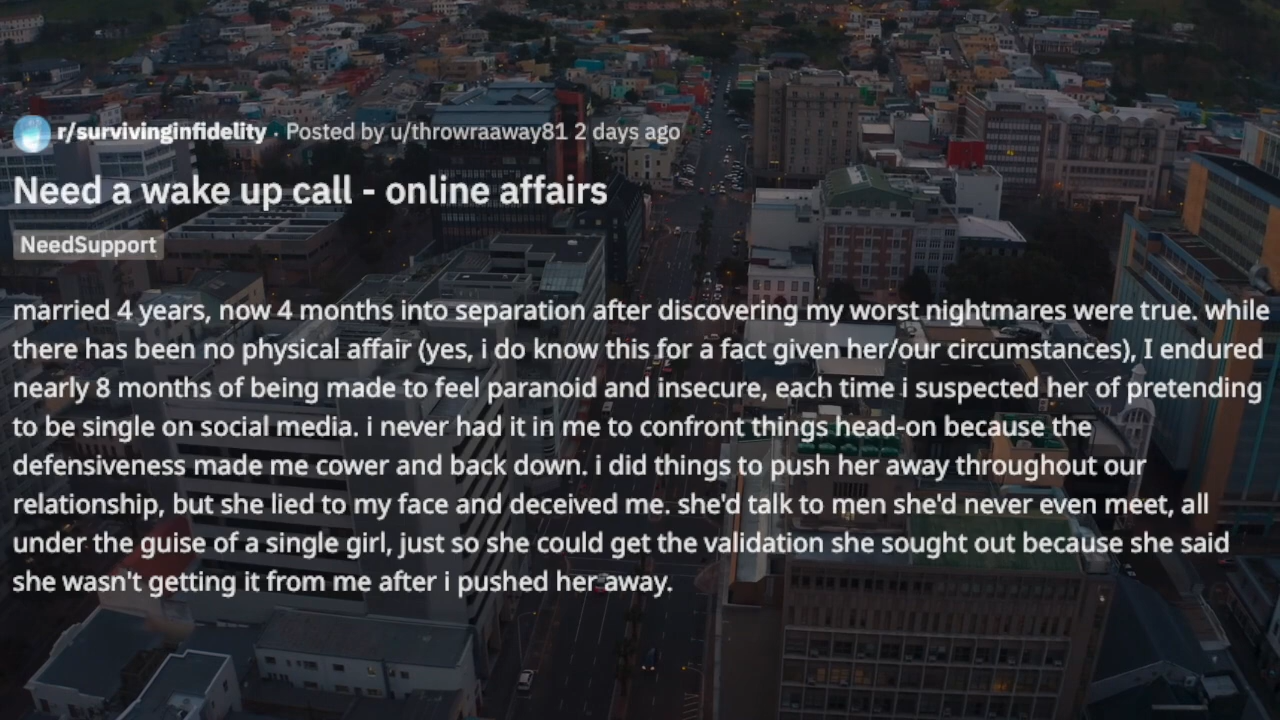 r/survivinginfidelity · Posted by u/throwraaway81 2 days ago
Need a wake up call - online affairs
NeedSupport
married 4 years, now 4 months into separation after discovering my worst nightmares were true. while
there has been no physical affair (yes, i do know this for a fact given her/our circumstances), I endured
nearly 8 months of being made to feel paranoid and insecure, each time i suspected her of pretending
to be single on social media. i never had it in me to confront things head-on because the
defensiveness made me cower and back down. i did things to push her away throughout our
relationship, but she lied to my face and deceived me. she'd talk to men she'd never even meet, all
under the guise of a single girl, just so she could get the validation she sought out because she said
she wasn't getting it from me after i pushed her away.